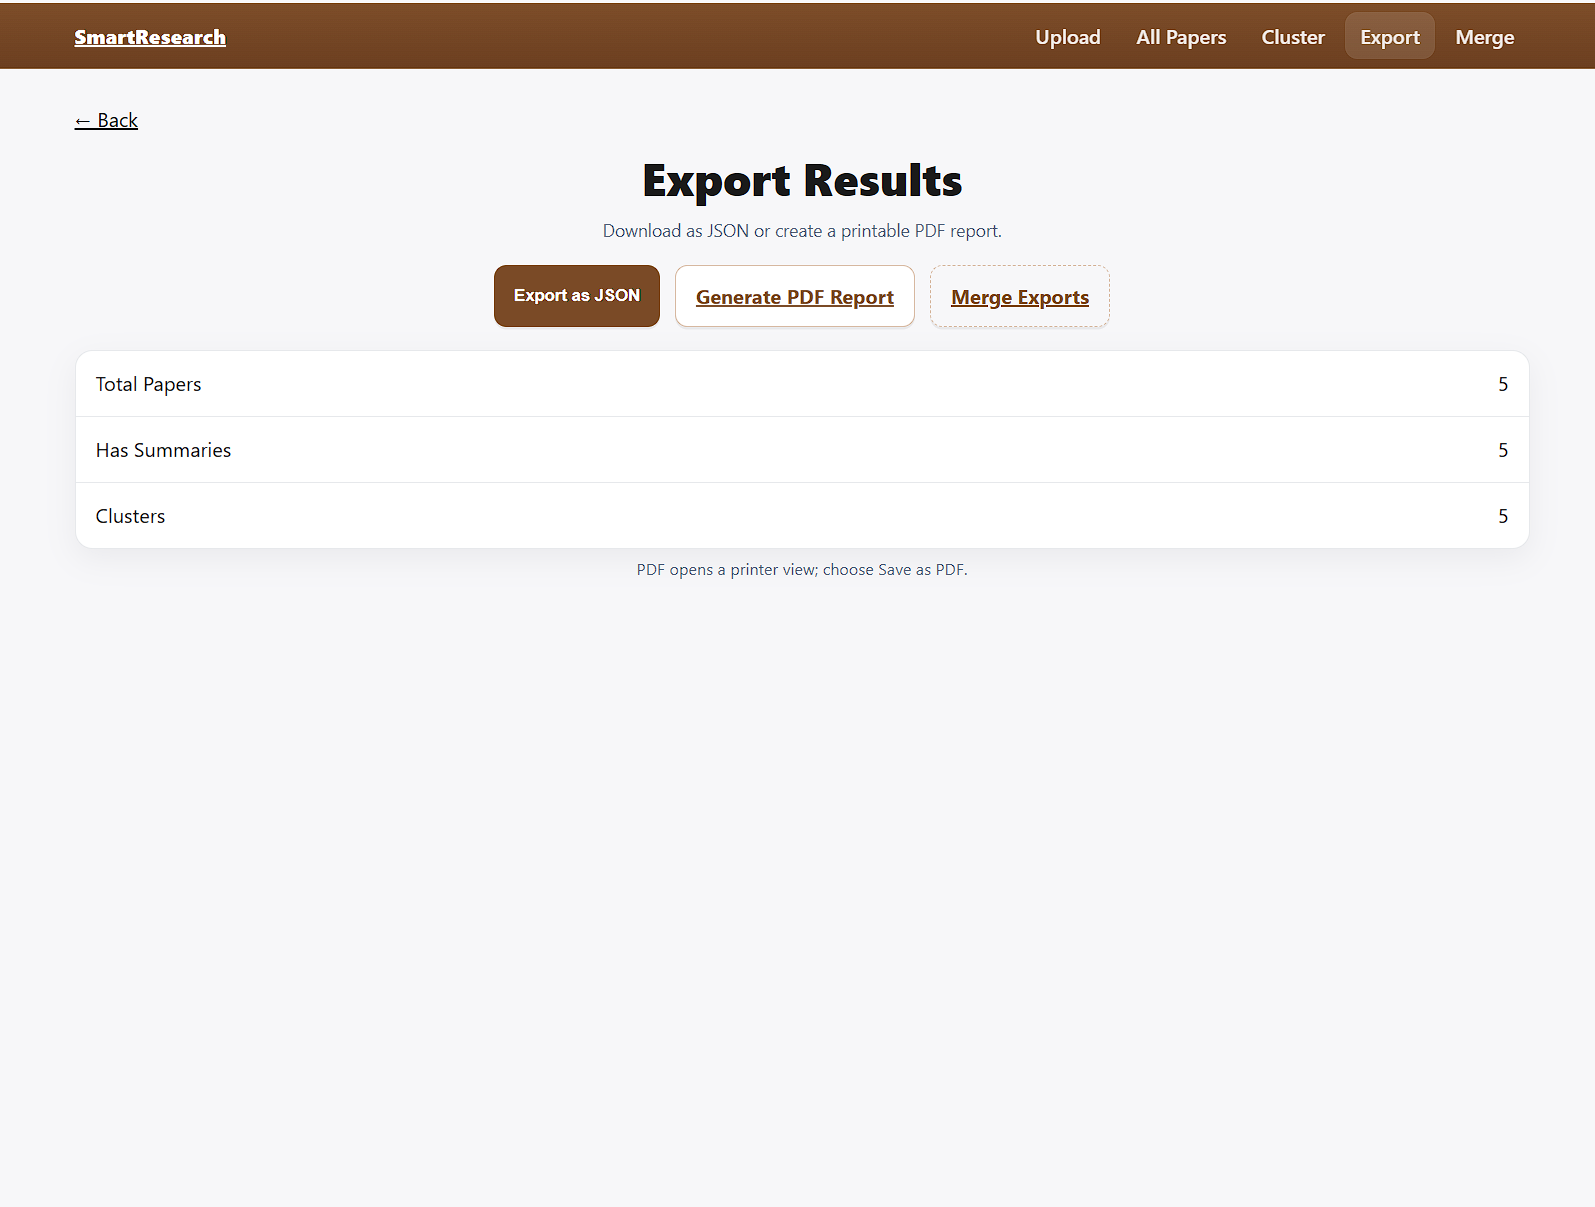 SmartResearch Upload All Papers Cluster Export Merge
← Back
Export Results
Download as JSON or create a printable PDF report.
Export as JSON Generate PDF Report Merge Exports
Total Papers 5
Has Summaries 5
Clusters 5
PDF opens a printer view; choose Save as PDF.